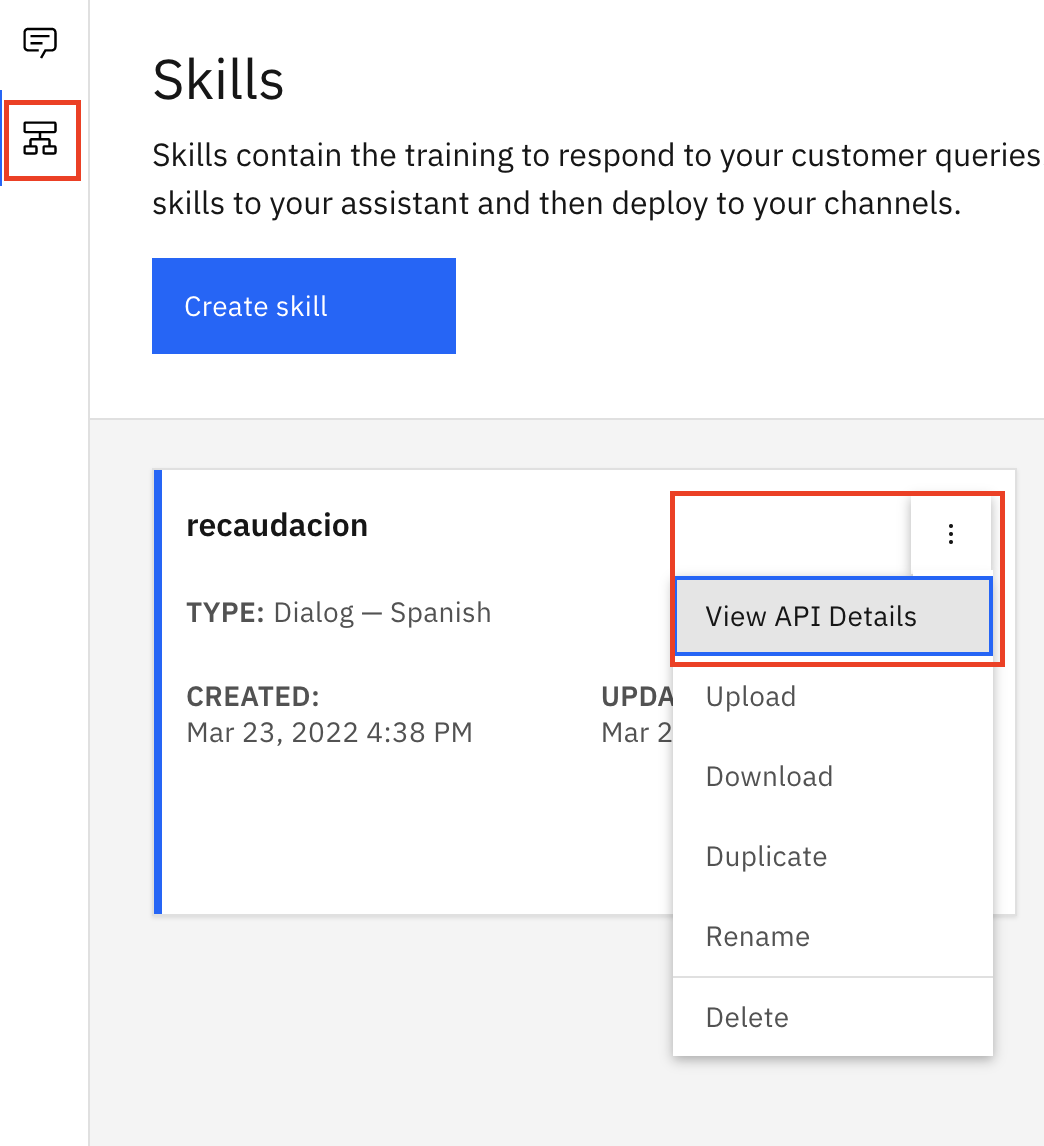 Skills
Skills contain the training to respond to your customer queries
skills to your assistant and then deploy to your channels.
Create skill
recaudacion
TYPE: Dialog — Spanish
CREATED:
Mar 23, 2022 4:38 PM
UPDA
Mar 2
View API Details
Upload
Download
Duplicate
Rename
Delete